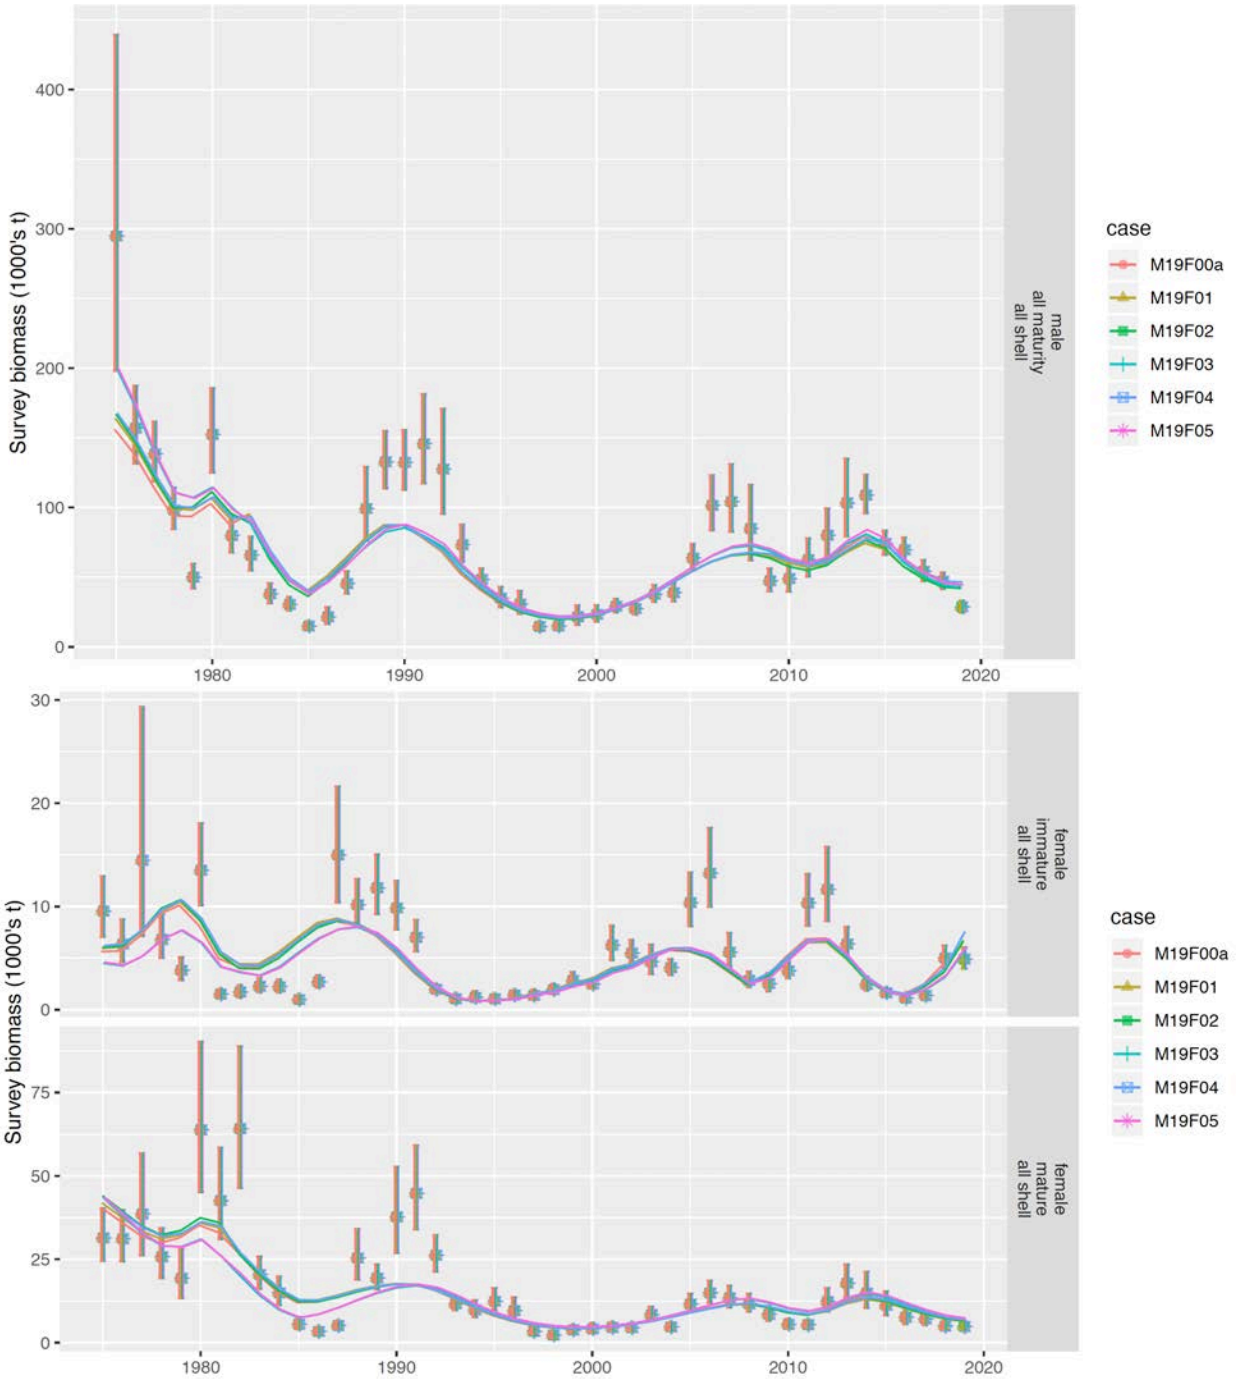 Survey biomass (1000's t)
400
300
200
100
0
1980
1990
2000
2010
2020
male
all maturity
all shell
case
M19F00a
M19F01
M19F02
M19F03
M19F04
M19F05
Survey biomass (1000's t)
30
20
10
0
female
immature
all shell
75
50
25
0
1980
1990
2000
2010
2020
female
mature
all shell
case
M19F00a
M19F01
M19F02
M19F03
M19F04
M19F05